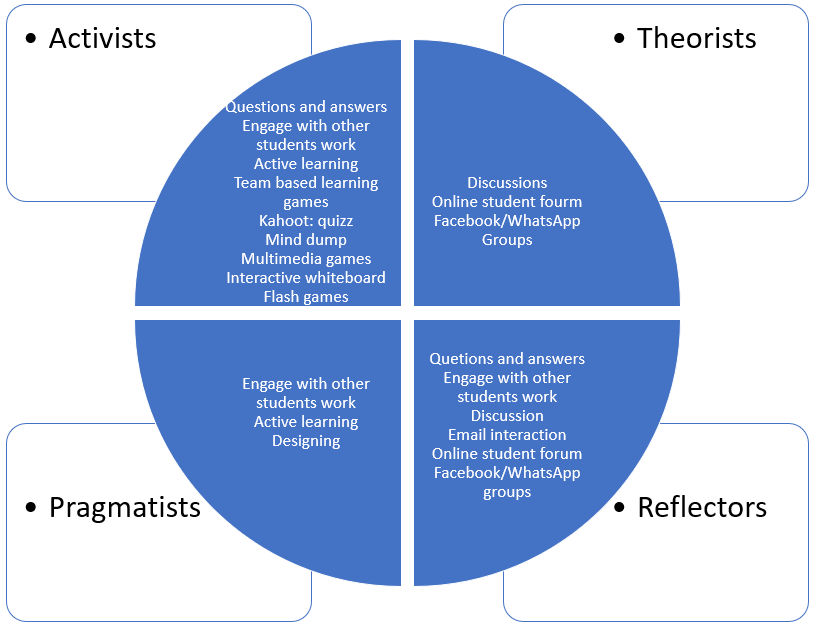 • Activists
Questions and answers
Engage with other
students work
Active learning
Team based learning
games
Kahoot: quizz
Mind dump
Multimedia games
Interactive whiteboard
Flash games
• Theorists
Discussions
Online student fourm
Facebook/WhatsApp
Groups
• Pragmatists
Engage with other
students work
Active learning
Designing
• Reflectors
Quetions and answers
Engage with other
students work
Discussion
Email interaction
Online student forum
Facebook/WhatsApp
groups